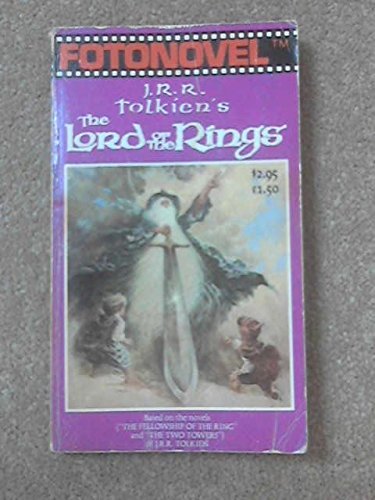 FOTONOVEL™
J.R.R.
Tolkien's
The
Lord of the Rings
$2.95
£1.50
Based on the novels
("THE FELLOWSHIP OF THE RING"
and "THE TWO TOWERS")
of J.R.R. TOLKIEN